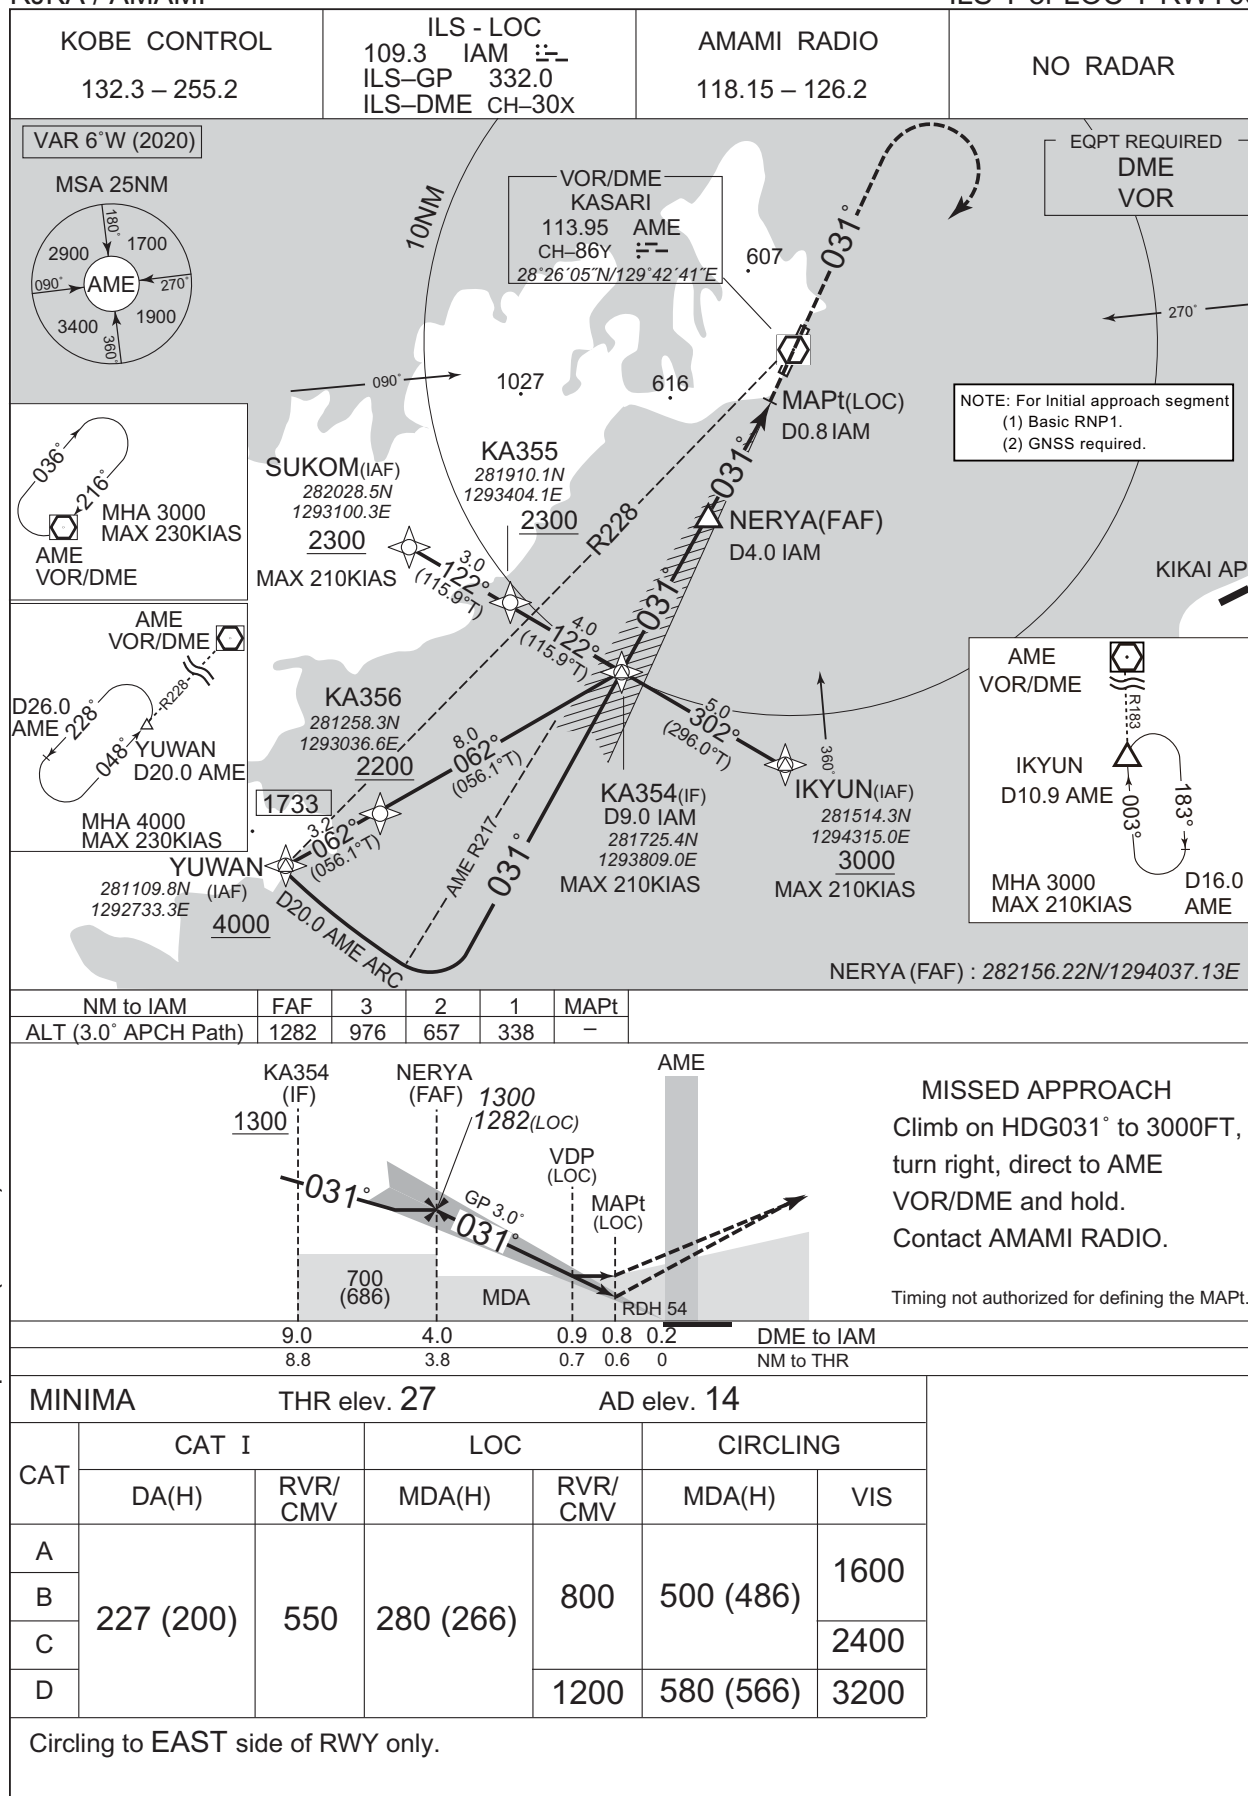 KOBE CONTROL
132.3 – 255.2
ILS - LOC
109.3 IAM
ILS–GP 332.0
ILS–DME CH–30X
AMAMI RADIO
118.15 – 126.2
NO RADAR
VAR 6°W (2020)
MSA 25NM
180°
2900
1700
090°
AME
270°
3400
1900
360°
10NM
VOR/DME
KASARI
113.95 AME
CH–86Y
28°26´05˝N/129°42´41˝E
EQPT REQUIRED
DME
VOR
031°
607
270°
090°
1027
616
MAPt(LOC)
D0.8 IAM
NOTE: For Initial approach segment
(1) Basic RNP1.
(2) GNSS required.
036°
216°
MHA 3000
MAX 230KIAS
AME
VOR/DME
SUKOM(IAF)
282028.5N
1293100.3E
2300
MAX 210KIAS
KA355
281910.1N
1293404.1E
2300
R228
031°
NERYA(FAF)
D4.0 IAM
3.0
122°
(115.9°T)
4.0
122°
(115.9°T)
031°
KIKAI AP
AME
VOR/DME
D26.0
AME
228°
048°
R228
YUWAN
D20.0 AME
MHA 4000
MAX 230KIAS
KA356
281258.3N
1293036.6E
2200
8.0
062°
(056.1°T)
5.0
302°
(296.0°T)
360°
AME
VOR/DME
R183
IKYUN
D10.9 AME
003°
183°
MHA 3000
MAX 210KIAS
D16.0
AME
1733
3.2
062°
(056.1°T)
YUWAN
(IAF)
281109.8N
1292733.3E
4000
D20.0 AME ARC
AME R217
031°
KA354(IF)
D9.0 IAM
281725.4N
1293809.0E
MAX 210KIAS
IKYUN(IAF)
281514.3N
1294315.0E
3000
MAX 210KIAS
NERYA (FAF) : 282156.22N/1294037.13E
NM to IAM FAF 3 2 1 MAPt
ALT (3.0° APCH Path) 1282 976 657 338 –
KA354
(IF)
1300
NERYA
(FAF)
1300
1282(LOC)
VDP
(LOC)
MAPt
(LOC)
AME
031°
GP 3.0°
031°
700
(686)
MDA
RDH 54
MISSED APPROACH
Climb on HDG031° to 3000FT,
turn right, direct to AME
VOR/DME and hold.
Contact AMAMI RADIO.
Timing not authorized for defining the MAPt.
9.0 4.0 0.9 0.8 0.2 DME to IAM
8.8 3.8 0.7 0.6 0 NM to THR
MINIMA THR elev. 27 AD elev. 14
CAT
CAT I LOC CIRCLING
DA(H) RVR/CMV MDA(H) RVR/CMV MDA(H) VIS
A
B
C
D
227 (200) 550 280 (266) 800 500 (486) 1600
2400
1200 580 (566) 3200
Circling to EAST side of RWY only.